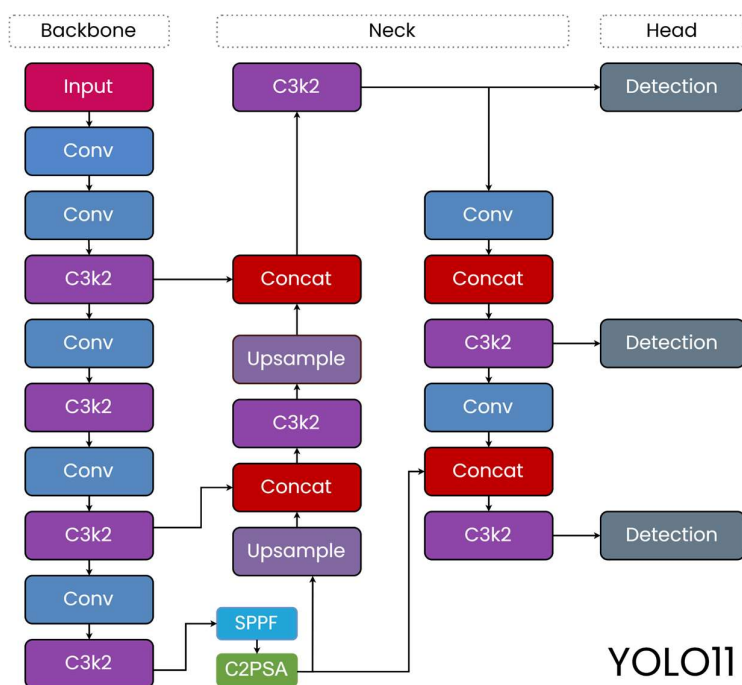 Backbone
Neck
Head
Input
Conv
Conv
C3k2
Conv
C3k2
Conv
C3k2
Conv
C3k2
C3k2
Concat
Upsample
C3k2
Concat
Upsample
SPPF
C2PSA
Conv
Concat
C3k2
Conv
Concat
C3k2
Detection
Detection
Detection
YOLO11